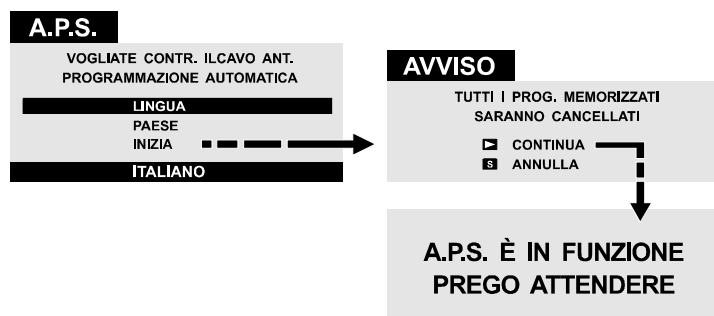 A.P.S.
VOGLIATE CONTR. ILCAVO ANT.
PROGRAMMAZIONE AUTOMATICA
LINGUA
PAESE
INIZIA
ITALIANO
AVVISO
TUTTI I PROG. MEMORIZZATI
SARANNO CANCELLATI
CONTINUA
S ANNULLA
A.P.S. È IN FUNZIONE
PREGO ATTENDERE